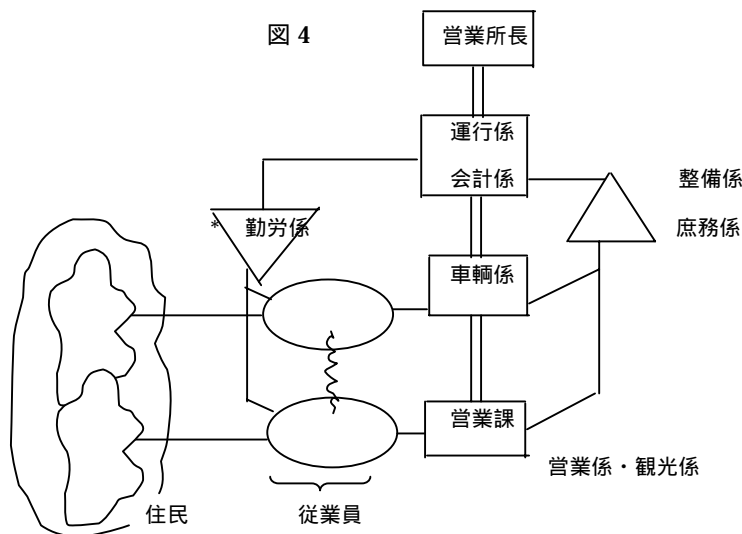 図 4
営業所長
運行係
会計係
整備係
* 勤労係
庶務係
車輌係
営業課
営業係・観光係
住民
従業員